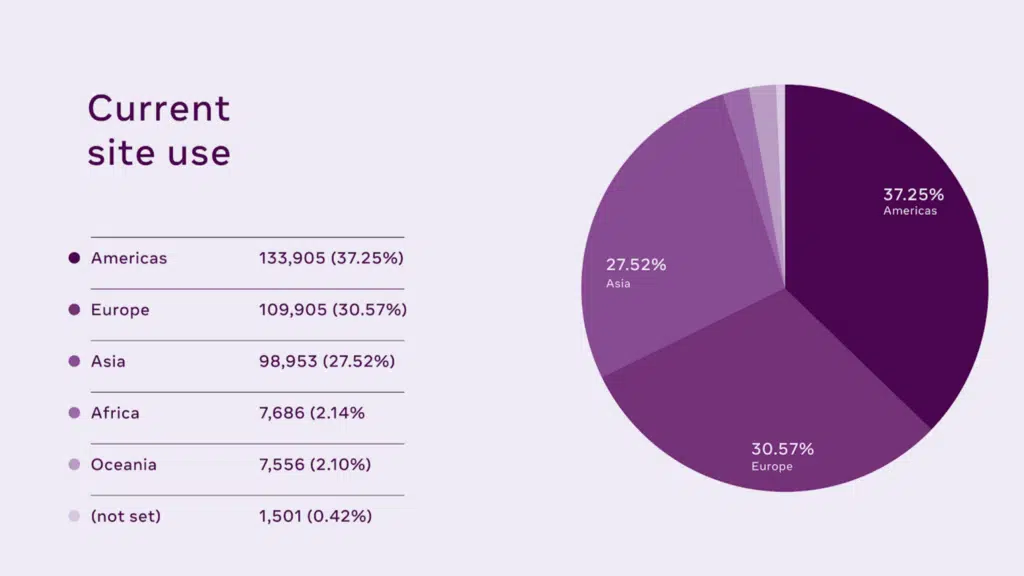 Current
site use
Americas 133,905 (37.25%)
Europe 109,905 (30.57%)
Asia 98,953 (27.52%)
Africa 7,686 (2.14%
Oceania 7,556 (2.10%)
(not set) 1,501 (0.42%)
37.25%
Americas
27.52%
Asia
30.57%
Europe